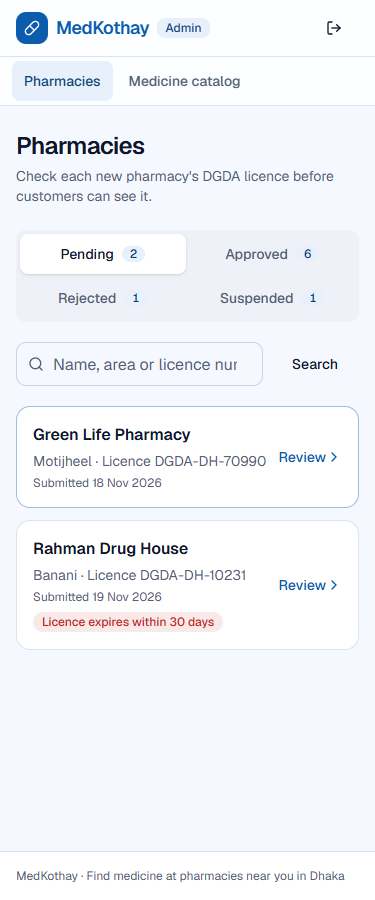 MedKothay Admin
Pharmacies Medicine catalog
Pharmacies
Check each new pharmacy's DGDA licence before
customers can see it.
Pending 2 Approved 6
Rejected 1 Suspended 1
Name, area or licence nur Search
Green Life Pharmacy
Motijheel · Licence DGDA-DH-70990 Review
Submitted 18 Nov 2026
Rahman Drug House
Banani · Licence DGDA-DH-10231 Review
Submitted 19 Nov 2026
Licence expires within 30 days
MedKothay · Find medicine at pharmacies near you in Dhaka